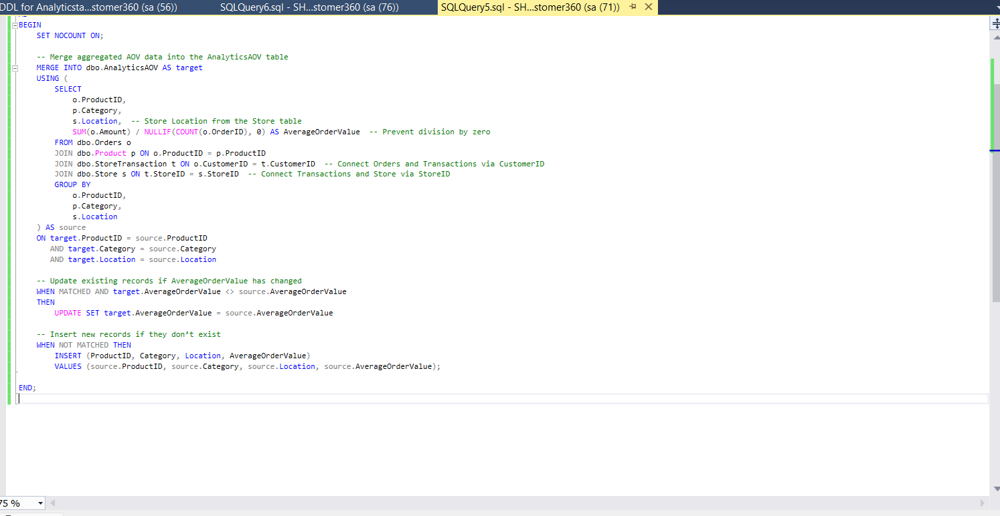 DDL for Analyticsta...stomer360 (sa (56))
SQLQuery6.sql - SH...stomer360 (sa (76))
SQLQuery5.sql - SH...stomer360 (sa (71))
BEGIN
SET NOCOUNT ON;
-- Merge aggregated AOV data into the AnalyticsAOV table
MERGE INTO dbo.AnalyticsAOV AS target
USING (
SELECT
o.ProductID,
p.Category,
s.Location,  -- Store Location from the Store table
SUM(o.Amount) / NULLIF(COUNT(o.OrderID), 0) AS AverageOrderValue  -- Prevent division by zero
FROM dbo.Orders o
JOIN dbo.Product p ON o.ProductID = p.ProductID
JOIN dbo.StoreTransaction t ON o.CustomerID = t.CustomerID  -- Connect Orders and Transactions via CustomerID
JOIN dbo.Store s ON t.StoreID = s.StoreID  -- Connect Transactions and Store via StoreID
GROUP BY
o.ProductID,
p.Category,
s.Location
) AS source
ON target.ProductID = source.ProductID
AND target.Category = source.Category
AND target.Location = source.Location
-- Update existing records if AverageOrderValue has changed
WHEN MATCHED AND target.AverageOrderValue <> source.AverageOrderValue
THEN
UPDATE SET target.AverageOrderValue = source.AverageOrderValue
-- Insert new records if they don’t exist
WHEN NOT MATCHED THEN
INSERT (ProductID, Category, Location, AverageOrderValue)
VALUES (source.ProductID, source.Category, source.Location, source.AverageOrderValue);
END;
75 %